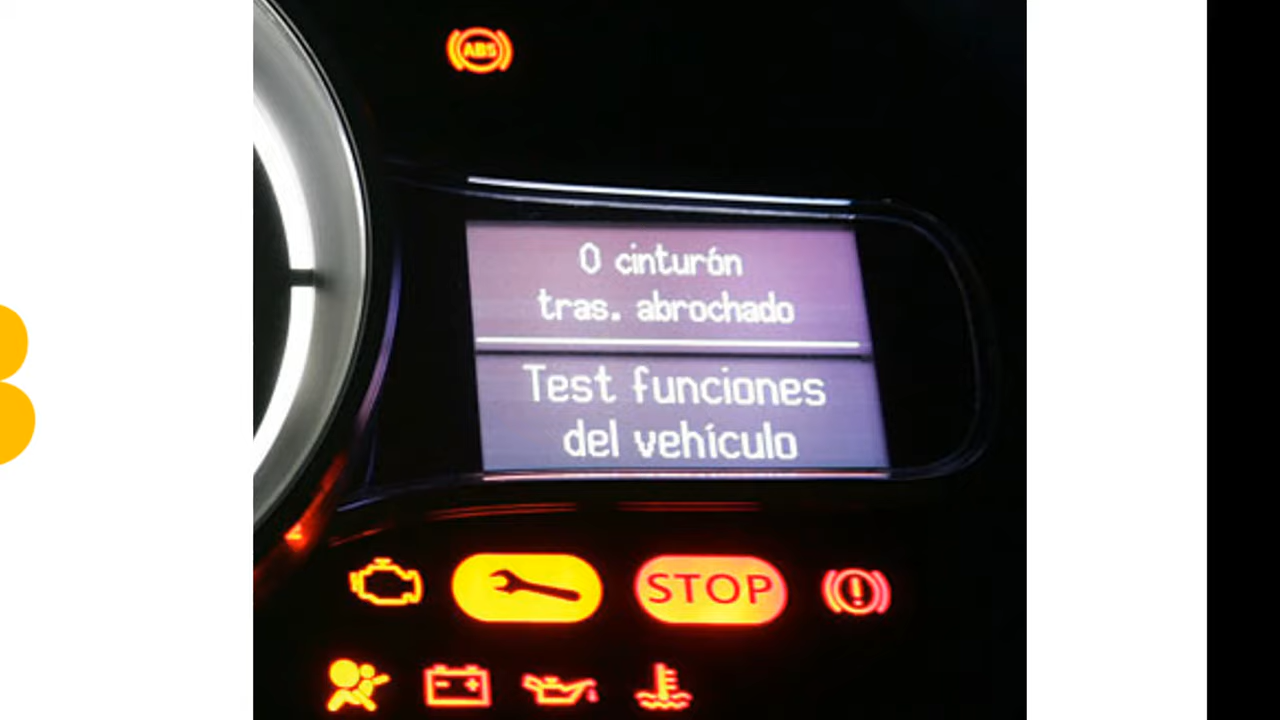 ABS
0 cinturón
tras. abrochado
Test funciones
del vehículo
STOP